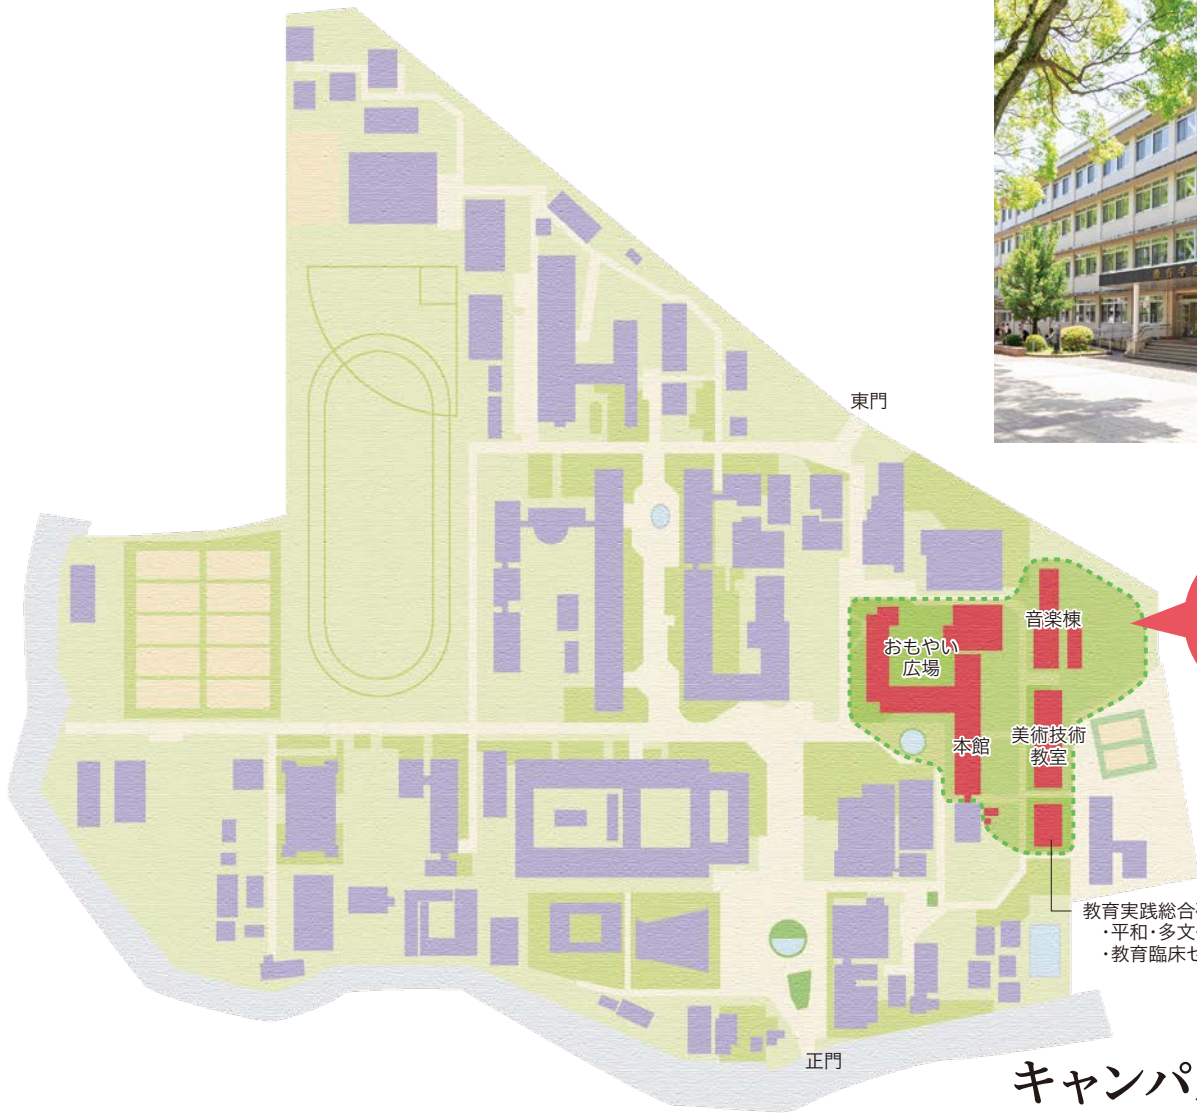 東門
音楽棟
おもやい
広場
本館
美術技術
教室
教育実践総合
・平和・多文
・教育臨床セ
正門
キャンパ